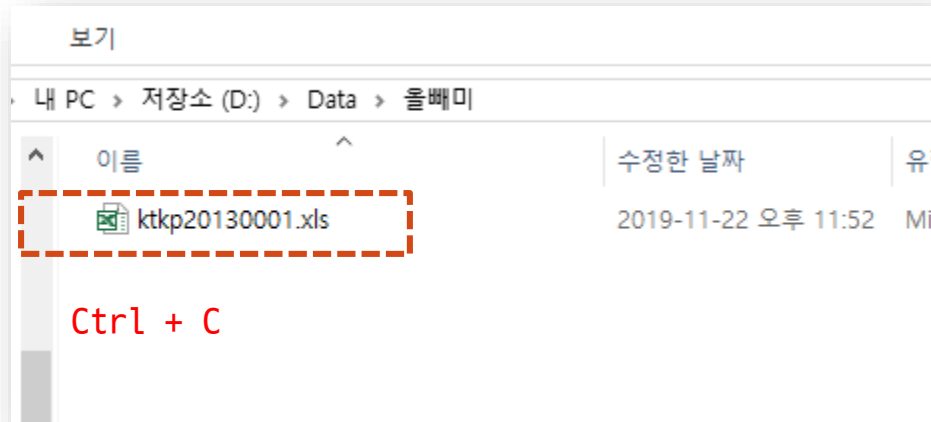 보기
내 PC > 저장소 (D:) > Data > 올빼미
이름 수정한 날짜
ktkp20130001.xls 2019-11-22 오후 11:52 Mi
Ctrl + C